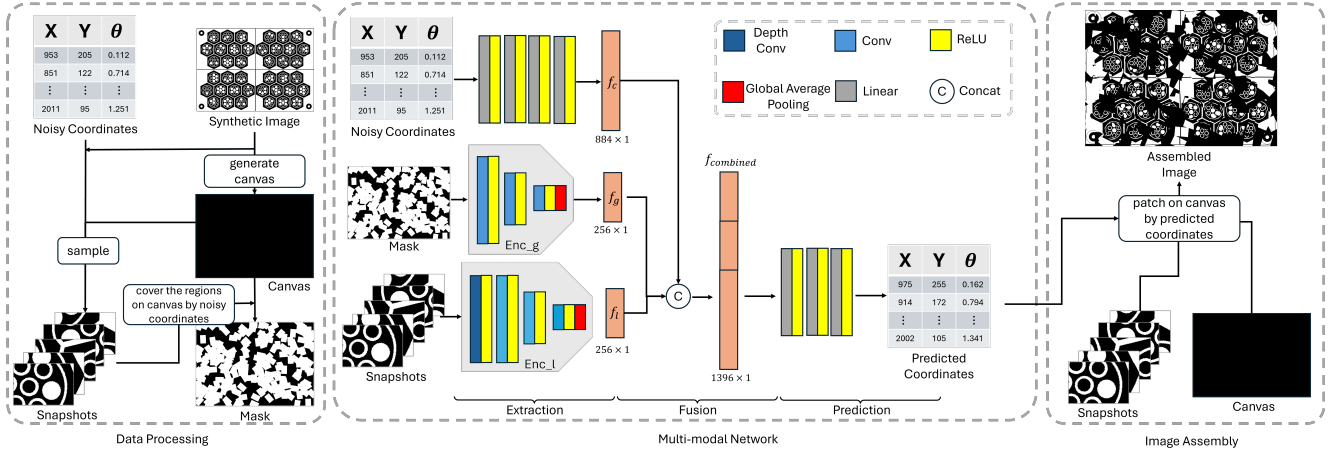 X Y θ
953 205 0.112
851 122 0.714
⋮ ⋮ ⋮
2011 95 1.251
Noisy Coordinates
Synthetic Image
generate
canvas
sample
Canvas
cover the regions
on canvas by noisy
coordinates
Snapshots
Mask
Data Processing
X Y θ
953 205 0.112
851 122 0.714
⋮ ⋮ ⋮
2011 95 1.251
Noisy Coordinates
f_c
884 × 1
Mask
Enc_g
f_g
256 × 1
Snapshots
Enc_l
f_l
256 × 1
Depth
Conv
Conv
ReLU
Global Average
Pooling
Linear
C
Concat
f_combined
C
1396 × 1
X Y θ
975 255 0.162
914 172 0.794
⋮ ⋮ ⋮
2002 105 1.341
Predicted
Coordinates
Extraction
Fusion
Prediction
Multi-modal Network
Assembled
Image
patch on canvas
by predicted
coordinates
Snapshots
Canvas
Image Assembly